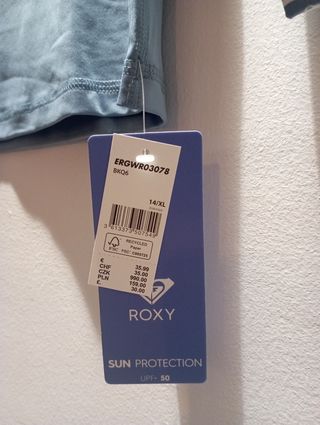 ERGWR03078
BKQ6
14/XL
FSC
RECYCLED
Paper
€ 35.99
CHF 35.00
CZK 990.00
PLN 159.00
£. 30.00
ROXY
SUN PROTECTION
UPF+ 50